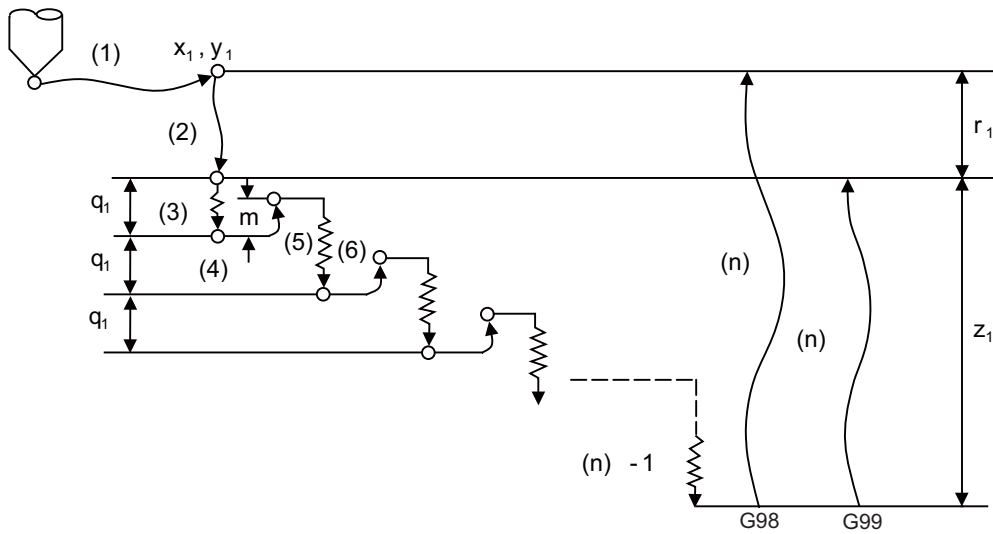 (1)
x₁ , y₁
(2)
r₁
q₁
(3)
m
(5)
(6)
q₁
(4)
(n)
q₁
(n)
z₁
(n) - 1
G98
G99